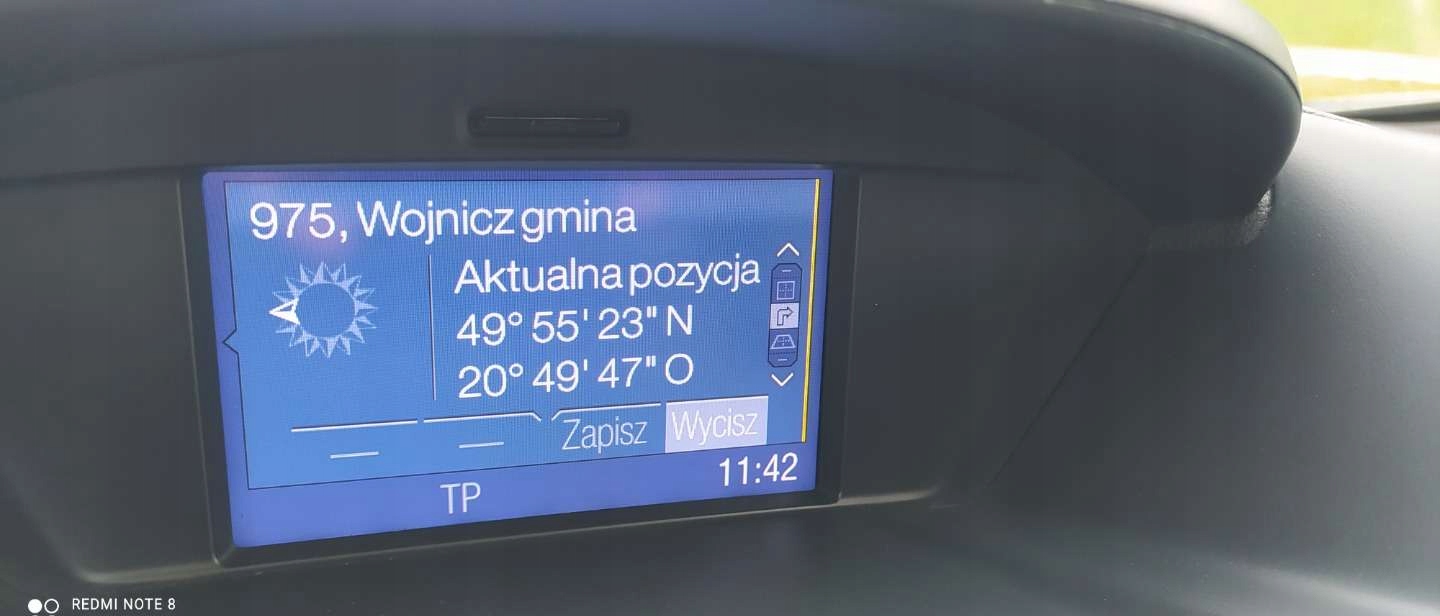 975, Wojnicz gmina
Aktualna pozycja
49° 55' 23" N
20° 49' 47" O
Zapisz Wycisz
11:42
TP
REDMI NOTE 8